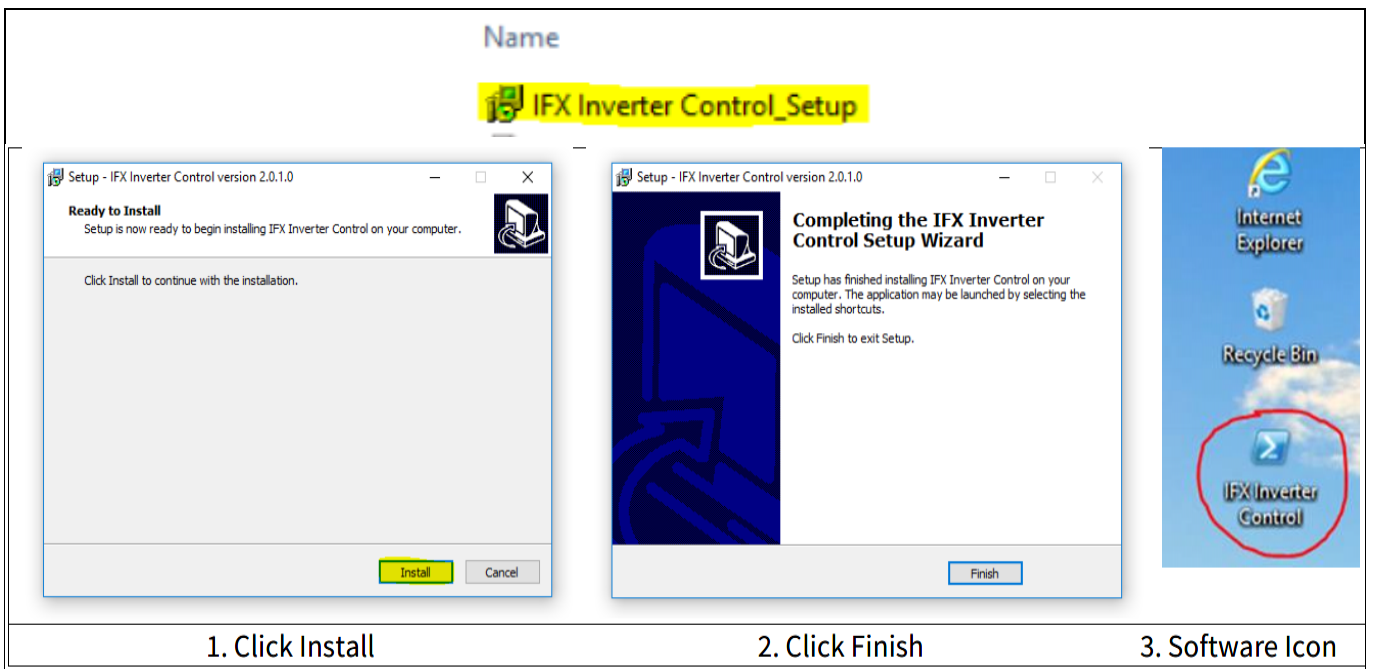 Name
IFX Inverter Control_Setup
Setup - IFX Inverter Control version 2.0.1.0
Ready to Install
Setup is now ready to begin installing IFX Inverter Control on your computer.
Click Install to continue with the installation.
Install
Cancel
Setup - IFX Inverter Control version 2.0.1.0
Completing the IFX Inverter
Control Setup Wizard
Setup has finished installing IFX Inverter Control on your
computer. The application may be launched by selecting the
installed shortcuts.
Click Finish to exit Setup.
Finish
Internet
Explorer
Recycle Bin
IFX Inverter
Control
1. Click Install
2. Click Finish
3. Software Icon